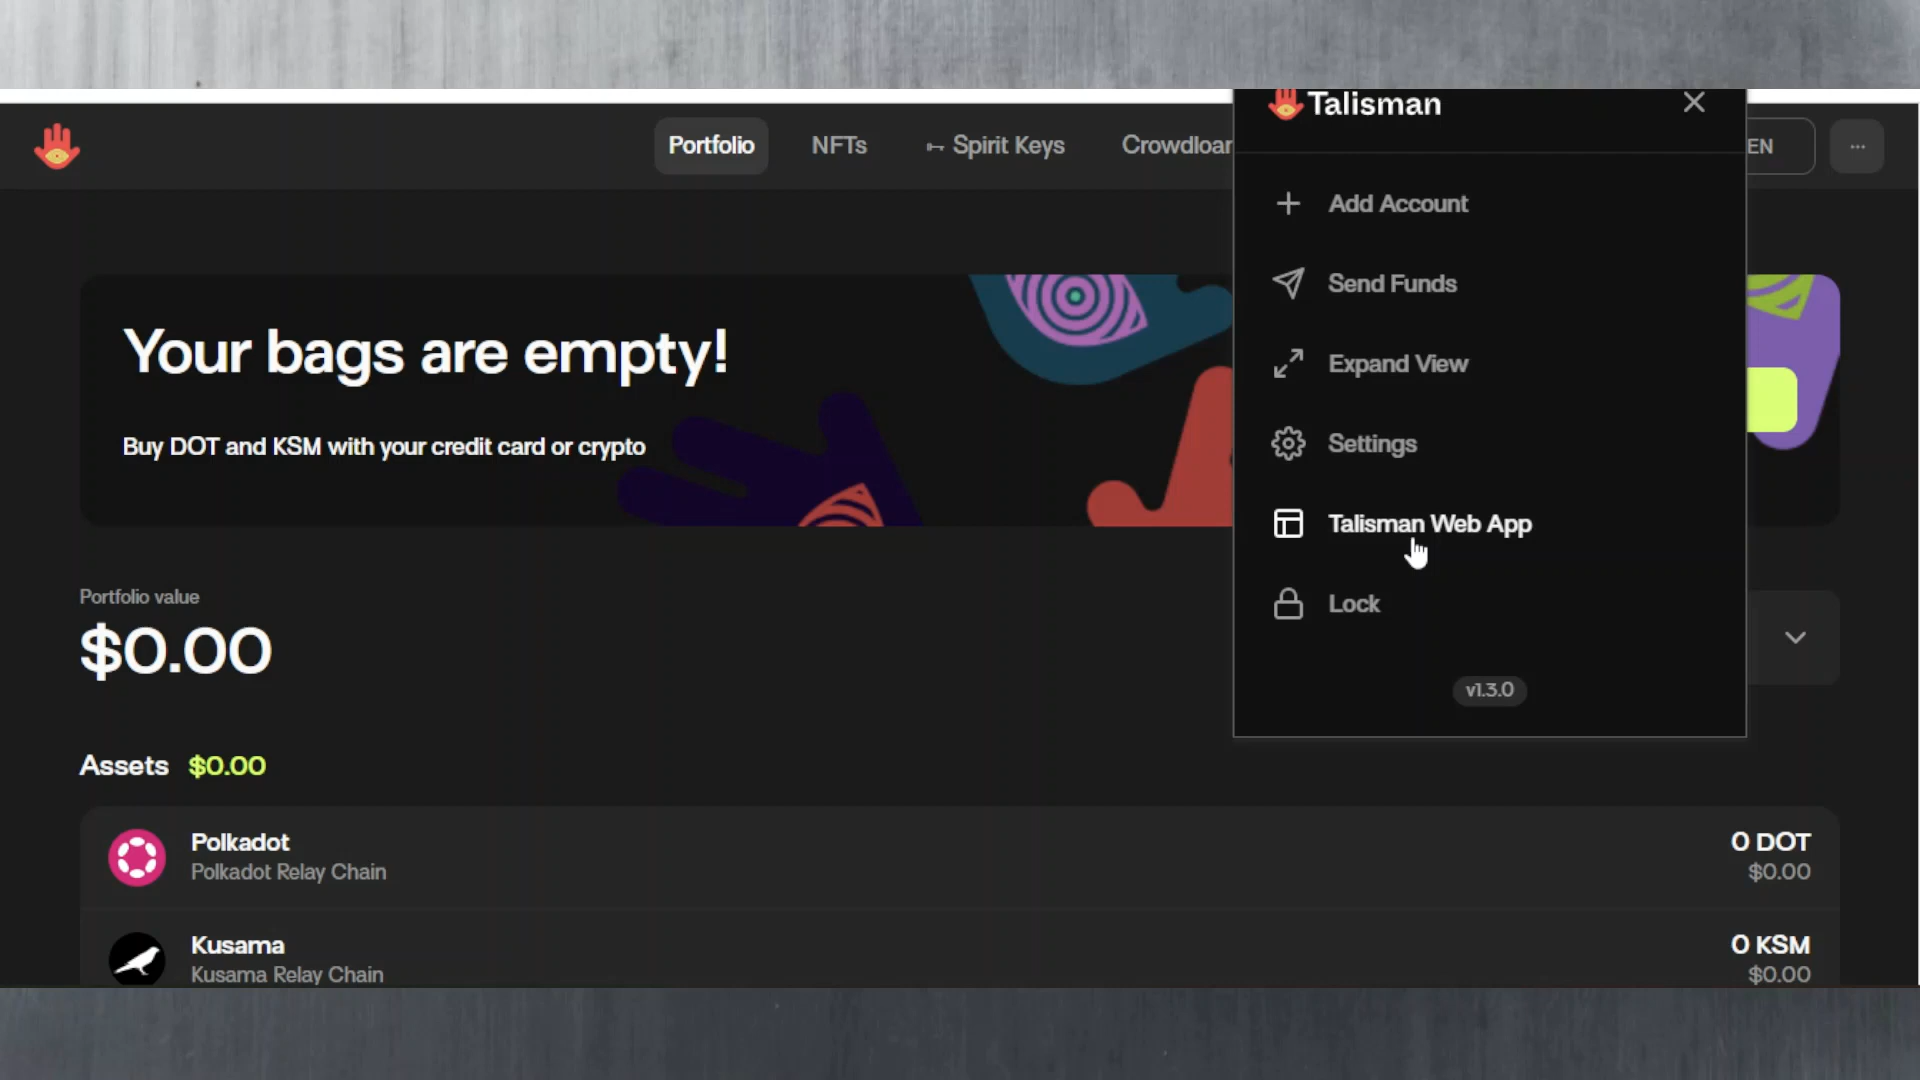 Talisman
Portfolio
NFTs
Spirit Keys
Crowdloan
EN
...
Add Account
Send Funds
Expand View
Settings
Talisman Web App
Lock
v1.3.0
Your bags are empty!
Buy DOT and KSM with your credit card or crypto
Portfolio value
$0.00
Assets $0.00
Polkadot
0 DOT
Polkadot Relay Chain
$0.00
Kusama
0 KSM
Kusama Relay Chain
$0.00